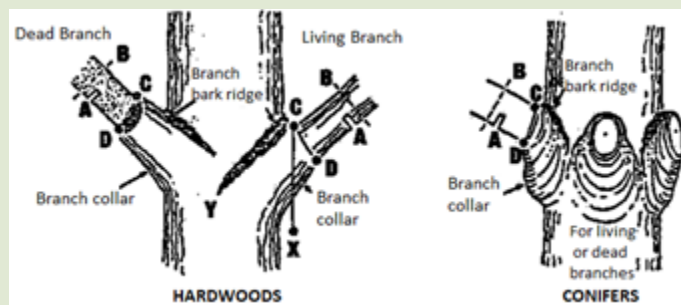 Dead Branch
Living Branch
B
A
C
D
Branch
bark ridge
Branch collar
Y
B
C
A
D
Branch
collar
X
HARDWOODS
B
C
A
D
Branch
bark ridge
Branch
collar
For living
or dead
branches
CONIFERS